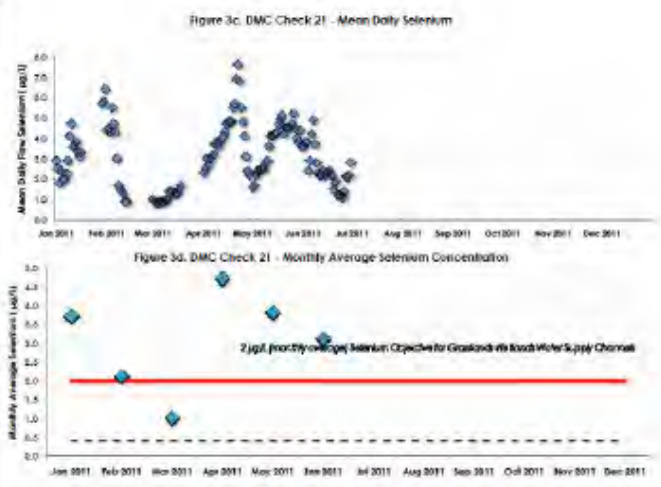 Figure 3c. DMC Check 21 - Mean Daily Selenium
Mean Daily Flow Selenium ( µg/L)
8.0
7.0
6.0
5.0
4.0
3.0
2.0
1.0
0.0
Jan 2011 Feb 2011 Mar 2011 Apr 2011 May 2011 Jun 2011 Jul 2011 Aug 2011 Sep 2011 Oct 2011 Nov 2011 Dec 2011
Figure 3d. DMC Check 21 - Monthly Average Selenium Concentration
Monthly Average Selenium ( µg/L)
5.0
4.5
4.0
3.5
3.0
2.5
2 µg/L (monthly average) Selenium Objective for Grasslands Wetlands Water Supply Channels
2.0
1.5
1.0
0.5
0.0
Jan 2011 Feb 2011 Mar 2011 Apr 2011 May 2011 Jun 2011 Jul 2011 Aug 2011 Sep 2011 Oct 2011 Nov 2011 Dec 2011